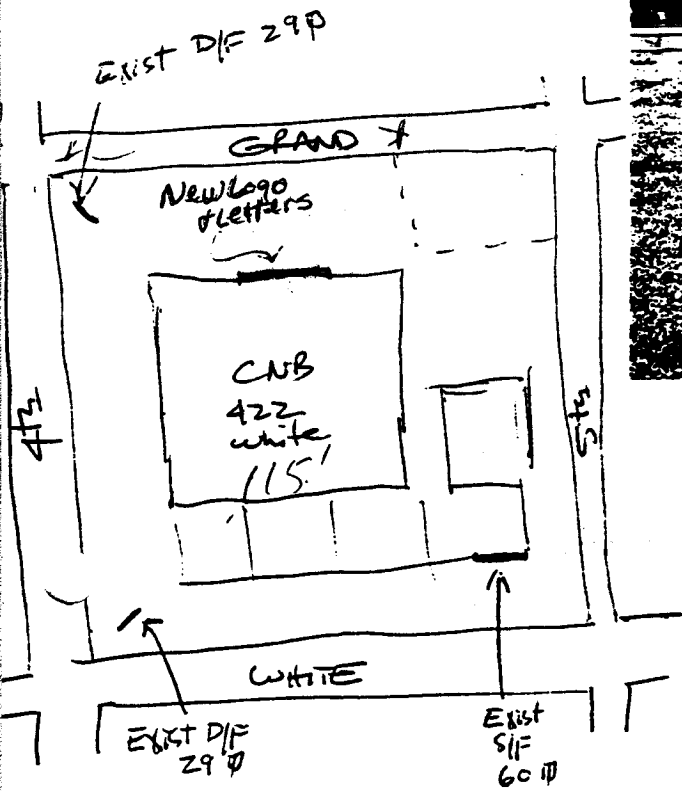 Exist D/F 29⌷
GRAND
New Logo
& Letters
CNB
422
White
115'
4th
5th
WHITE
Exist D/F
29⌷
Exist
S/F
60⌷